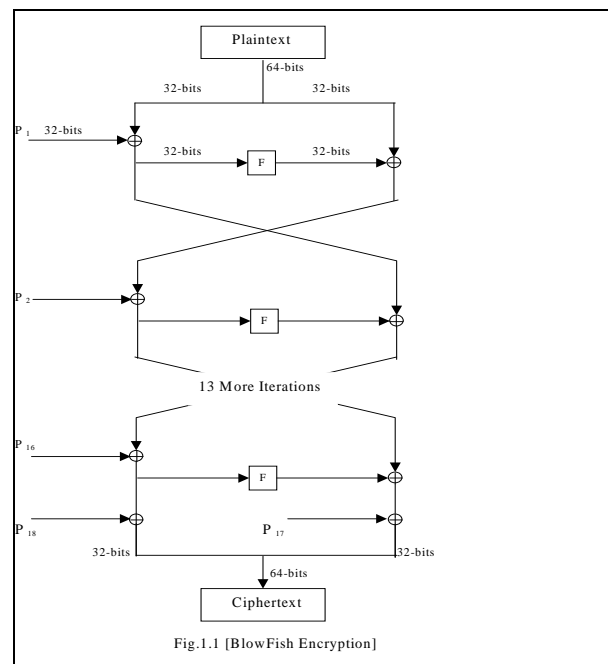 Plaintext
64-bits
32-bits 32-bits
P 1 32-bits
32-bits F 32-bits
P 2
F
13 More Iterations
P 16
F
P 18 P 17
32-bits 32-bits
64-bits
Ciphertext
Fig.1.1 [BlowFish Encryption]